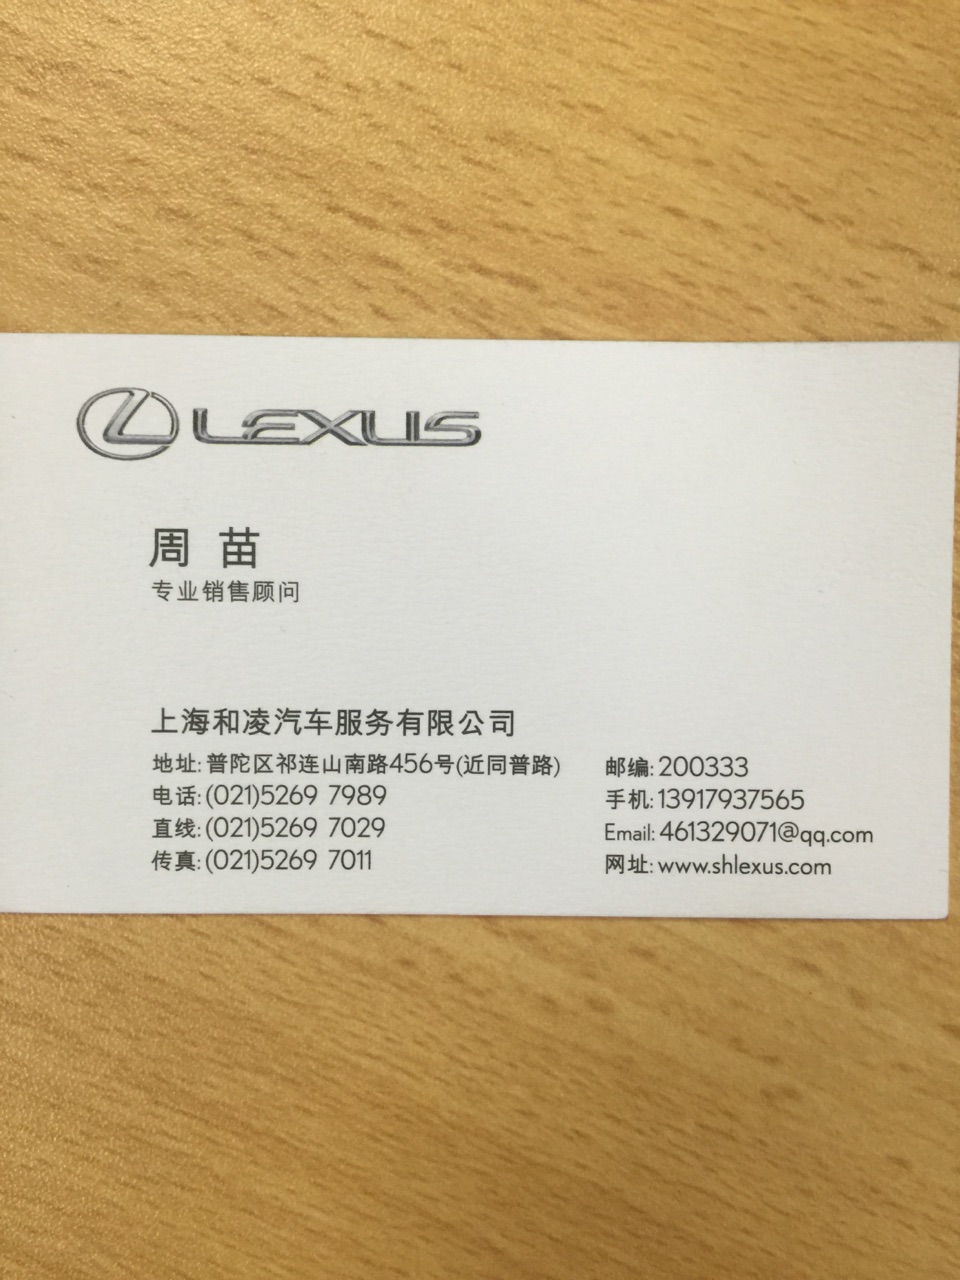 LEXUS
周 苗
专业销售顾问
上海和凌汽车服务有限公司
地址: 普陀区祁连山南路456号(近同普路)
电话: (021)5269 7989
直线: (021)5269 7029
传真: (021)5269 7011
邮编: 200333
手机: 13917937565
Email: 461329071@qq.com
网址: www.shlexus.com